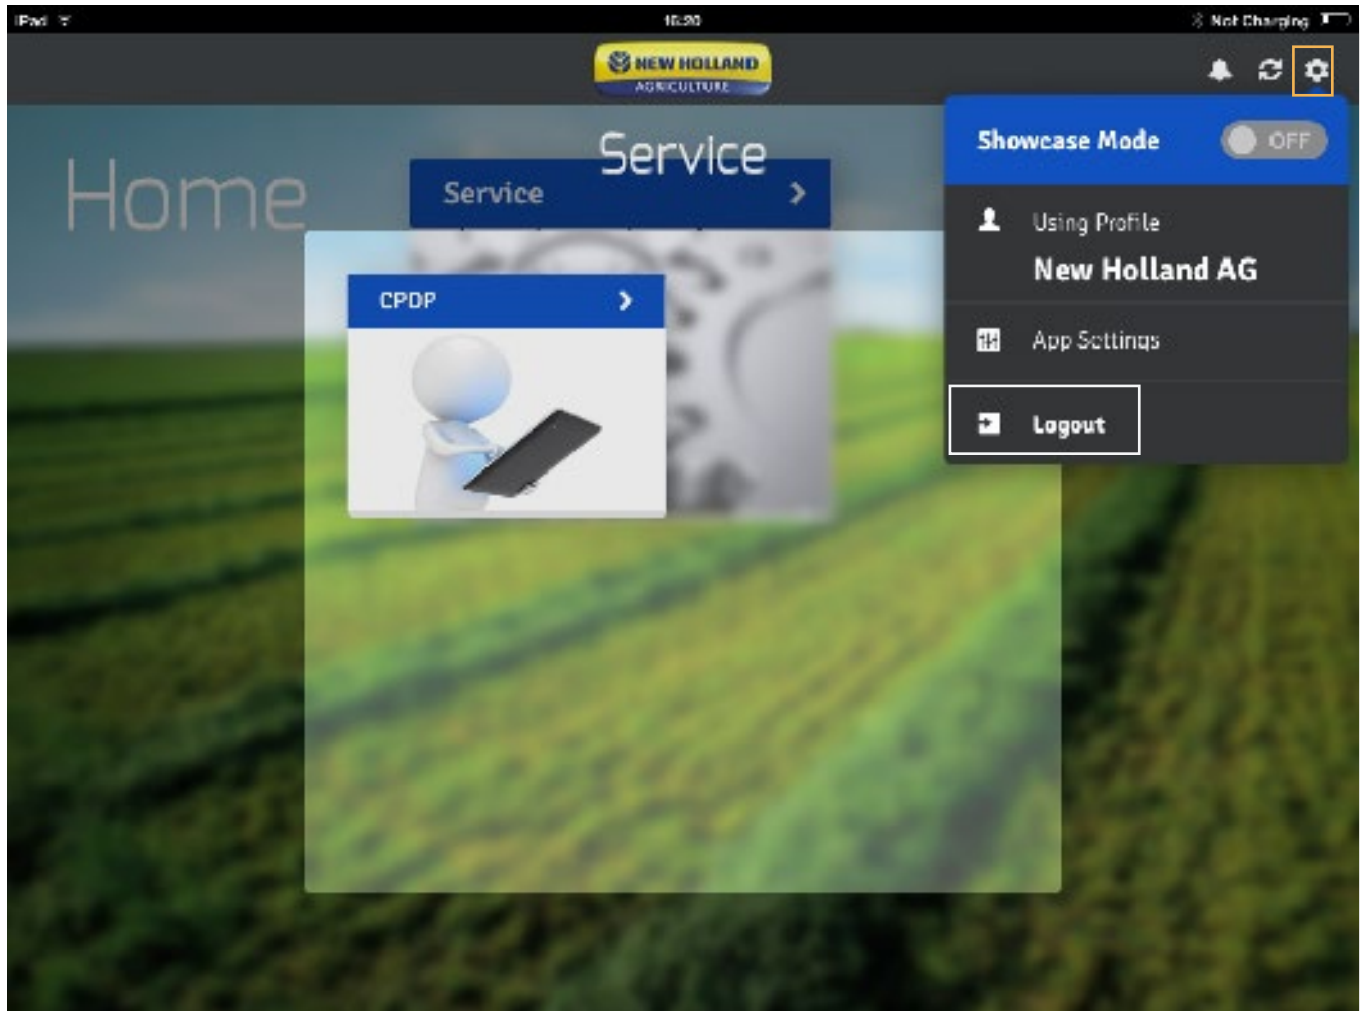 iPad
16:20
Not Charging
NEW HOLLAND
AGRICULTURE
Home
Service
Service
CPDP
Showcase Mode
OFF
Using Profile
New Holland AG
App Settings
Logout